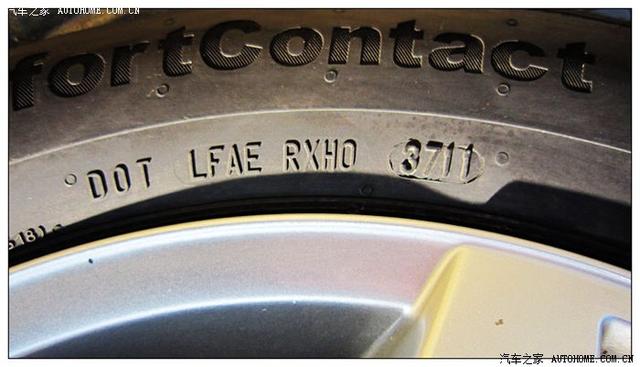 汽车之家 AUTOHOME.COM.CN
fortContact
DOT LFAE RXHO 3711
汽车之家 AUTOHOME.COM.CN